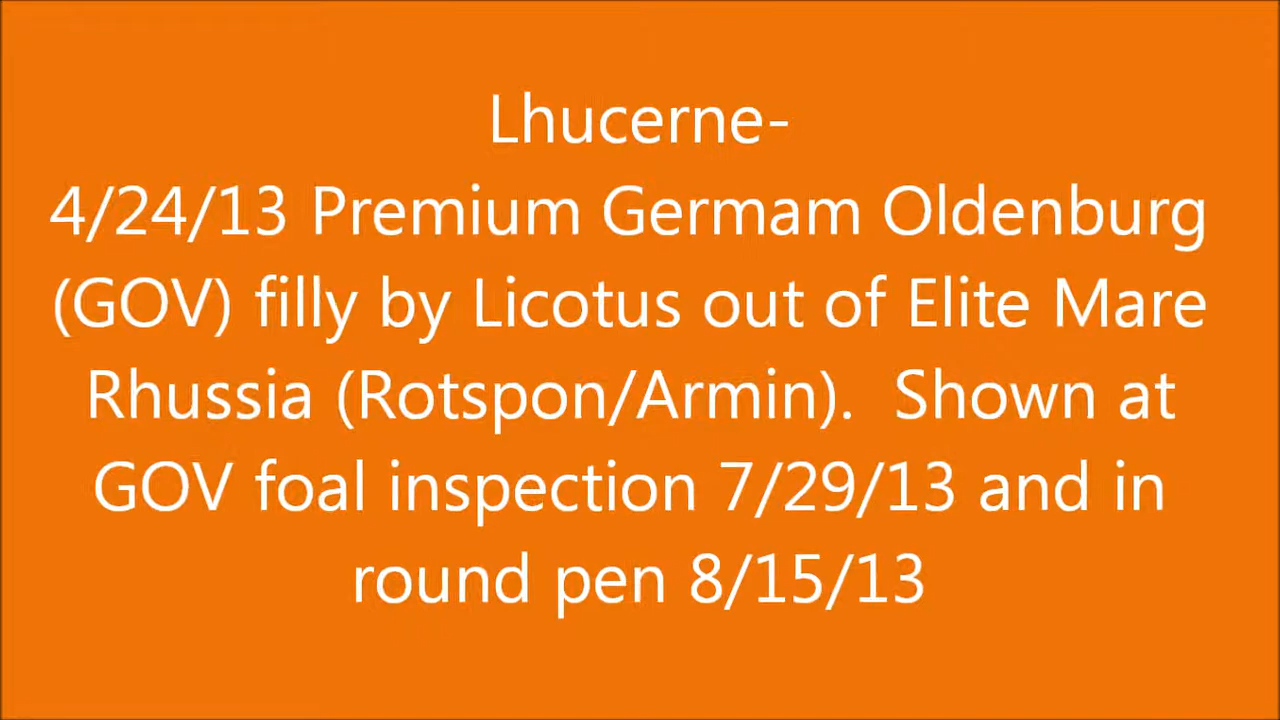 Lhucerne-
4/24/13 Premium Germam Oldenburg
(GOV) filly by Licotus out of Elite Mare
Rhussia (Rotspon/Armin).  Shown at
GOV foal inspection 7/29/13 and in
round pen 8/15/13